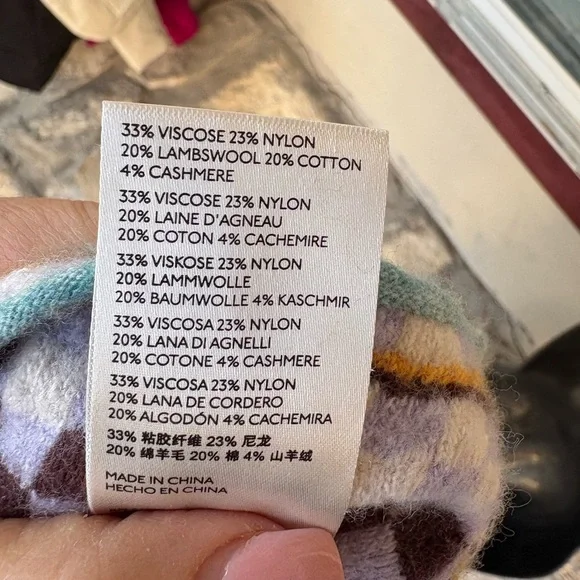 33% VISCOSE 23% NYLON
20% LAMBSWOOL 20% COTTON
4% CASHMERE
33% VISCOSE 23% NYLON
20% LAINE D'AGNEAU
20% COTON 4% CACHEMIRE
33% VISKOSE 23% NYLON
20% LAMMWOLLE
20% BAUMWOLLE 4% KASCHMIR
33% VISCOSA 23% NYLON
20% LANA DI AGNELLI
20% COTONE 4% CASHMERE
33% VISCOSA 23% NYLON
20% LANA DE CORDERO
20% ALGODÓN 4% CACHEMIRA
33% 粘胶纤维 23% 尼龙
20% 绵羊毛 20% 棉 4% 山羊绒
MADE IN CHINA
HECHO EN CHINA